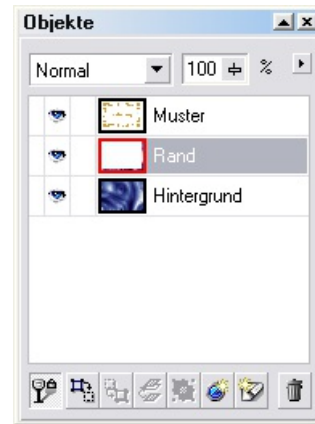 Objekte
Normal 100 %
Muster
Rand
Hintergrund